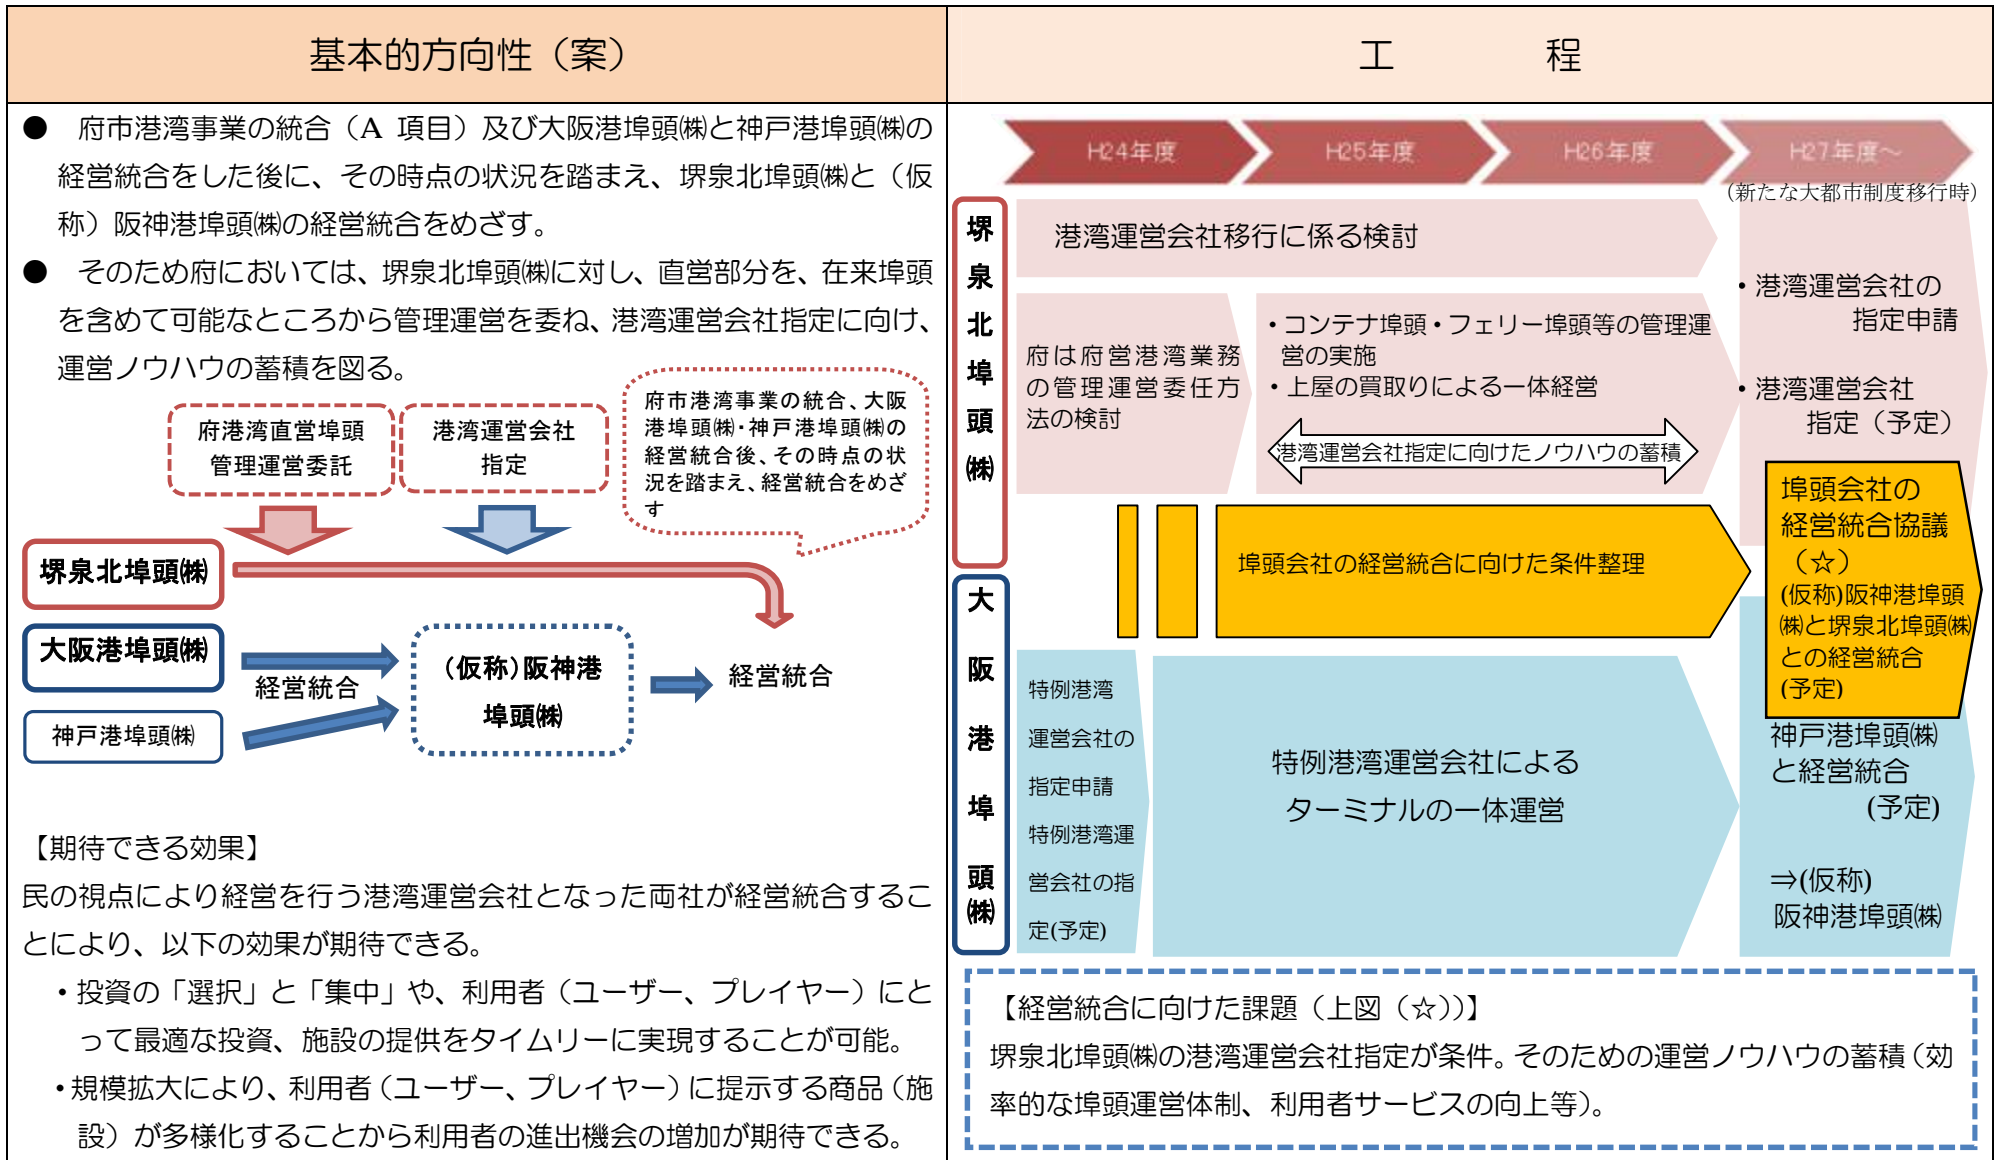 基本的方向性（案）
● 府市港湾事業の統合（A 項目）及び大阪港埠頭㈱と神戸港埠頭㈱の
経営統合をした後に、その時点の状況を踏まえ、堺泉北埠頭㈱と（仮
称）阪神港埠頭㈱の経営統合をめざす。
● そのため府においては、堺泉北埠頭㈱に対し、直営部分を、在来埠頭
を含めて可能なところから管理運営を委ね、港湾運営会社指定に向け、
運営ノウハウの蓄積を図る。
府港湾直営埠頭
管理運営委託
港湾運営会社
指定
府市港湾事業の統合、大阪
港埠頭㈱・神戸港埠頭㈱の
経営統合後、その時点の状
況を踏まえ、経営統合をめざ
す
堺泉北埠頭㈱
大阪港埠頭㈱
神戸港埠頭㈱
経営統合
（仮称）阪神港
埠頭㈱
経営統合
【期待できる効果】
民の視点により経営を行う港湾運営会社となった両社が経営統合するこ
とにより、以下の効果が期待できる。
・投資の「選択」と「集中」や、利用者（ユーザー、プレイヤー）にと
って最適な投資、施設の提供をタイムリーに実現することが可能。
・規模拡大により、利用者（ユーザー、プレイヤー）に提示する商品（施
設）が多様化することから利用者の進出機会の増加が期待できる。
工 程
H24年度
H25年度
H26年度
H27年度～
（新たな大都市制度移行時）
堺泉北埠頭㈱
港湾運営会社移行に係る検討
府は府営港湾業務
の管理運営委任方
法の検討
・コンテナ埠頭・フェリー埠頭等の管理運
営の実施
・上屋の買取りによる一体経営
港湾運営会社指定に向けたノウハウの蓄積
・港湾運営会社の
指定申請
・港湾運営会社
指定（予定）
埠頭会社の経営統合に向けた条件整理
埠頭会社の
経営統合協議
（☆）
(仮称)阪神港埠頭
㈱と堺泉北埠頭㈱
との経営統合
(予定)
大阪港埠頭㈱
特例港湾
運営会社の
指定申請
特例港湾運
営会社の指
定(予定)
特例港湾運営会社による
ターミナルの一体運営
神戸港埠頭㈱
と経営統合
(予定)
⇒(仮称)
阪神港埠頭㈱
【経営統合に向けた課題（上図（☆））】
堺泉北埠頭㈱の港湾運営会社指定が条件。そのための運営ノウハウの蓄積（効
率的な埠頭運営体制、利用者サービスの向上等）。